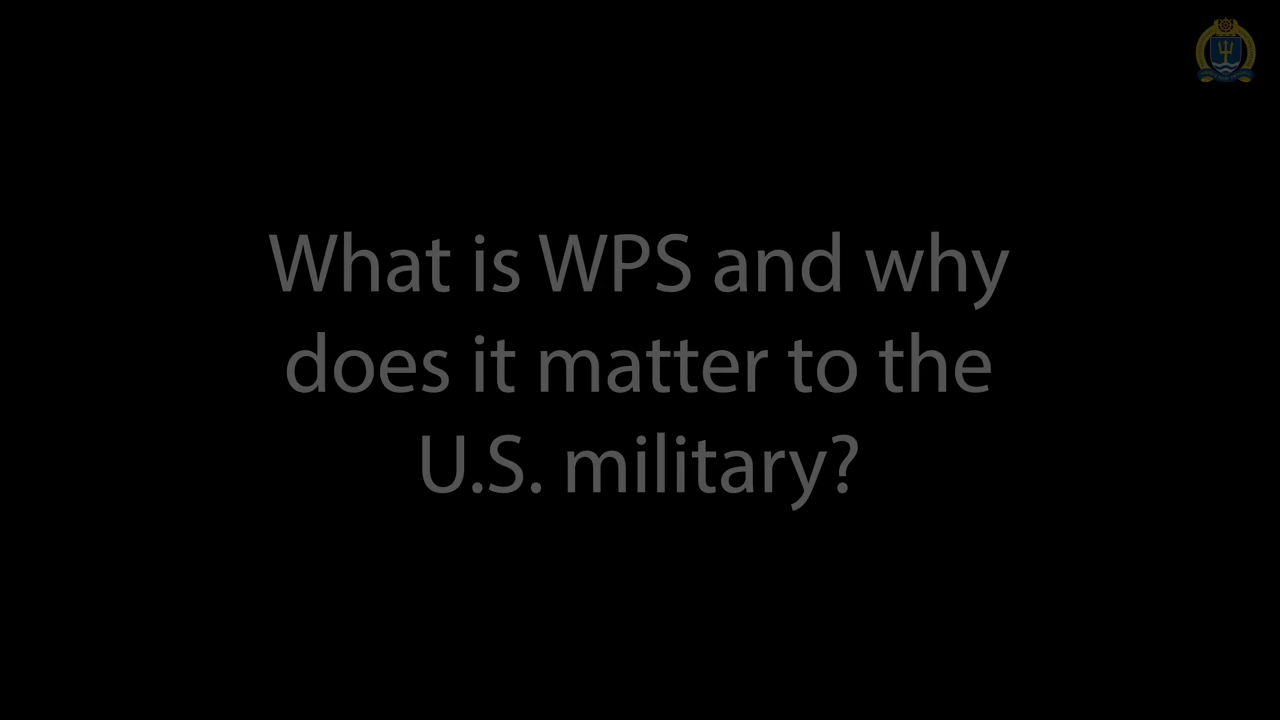 What is WPS and why
does it matter to the
U.S. military?